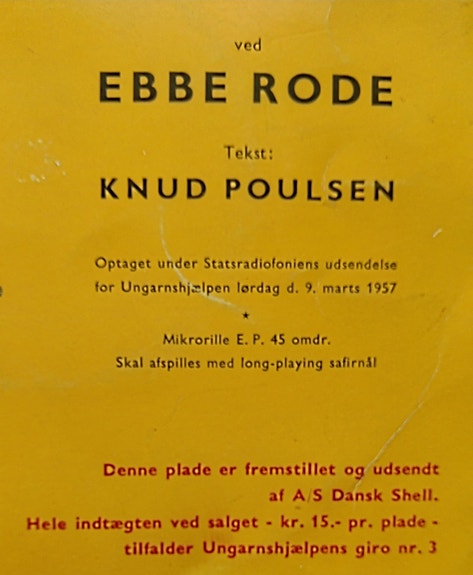 ved
EBBE RODE
Tekst:
KNUD POULSEN
Optaget under Statsradiofoniens udsendelse
for Ungarnshjælpen lørdag d. 9. marts 1957
★
Mikrorille E. P. 45 omdr.
Skal afspilles med long-playing safirnål
Denne plade er fremstillet og udsendt
af A/S Dansk Shell.
Hele indtægten ved salget - kr. 15.- pr. plade -
tilfalder Ungarnshjælpens giro nr. 3